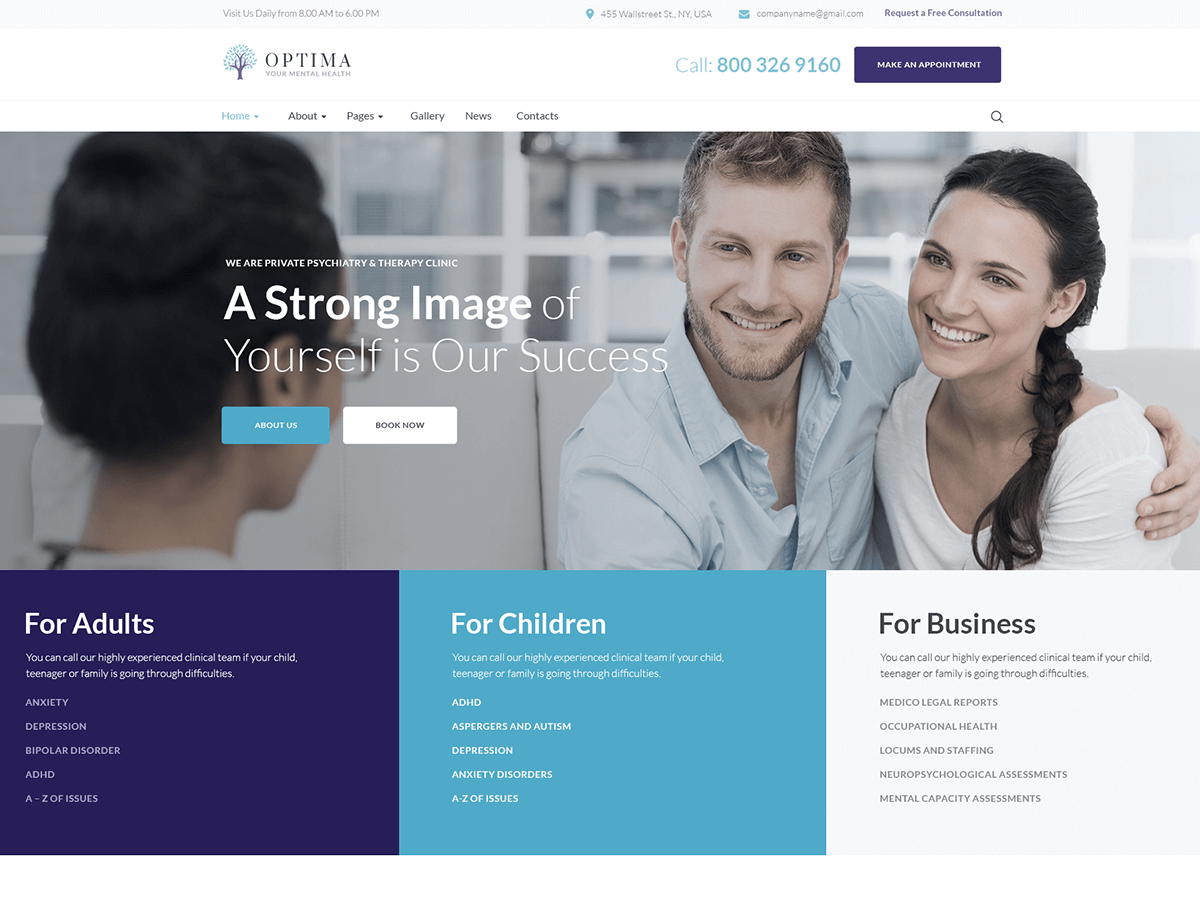 Visit Us Daily from 8.00 AM to 6.00 PM
455 Wallstreet St., NY, USA
companyname@gmail.com
Request a Free Consultation
OPTIMA
YOUR MENTAL HEALTH
Call: 800 326 9160
MAKE AN APPOINTMENT
Home
About
Pages
Gallery
News
Contacts
WE ARE PRIVATE PSYCHIATRY & THERAPY CLINIC
A Strong Image of
Yourself is Our Success
ABOUT US
BOOK NOW
For Adults
You can call our highly experienced clinical team if your child,
teenager or family is going through difficulties.
ANXIETY
DEPRESSION
BIPOLAR DISORDER
ADHD
A – Z OF ISSUES
For Children
You can call our highly experienced clinical team if your child,
teenager or family is going through difficulties.
ADHD
ASPERGERS AND AUTISM
DEPRESSION
ANXIETY DISORDERS
A-Z OF ISSUES
For Business
You can call our highly experienced clinical team if your child,
teenager or family is going through difficulties.
MEDICO LEGAL REPORTS
OCCUPATIONAL HEALTH
LOCUMS AND STAFFING
NEUROPSYCHOLOGICAL ASSESSMENTS
MENTAL CAPACITY ASSESSMENTS